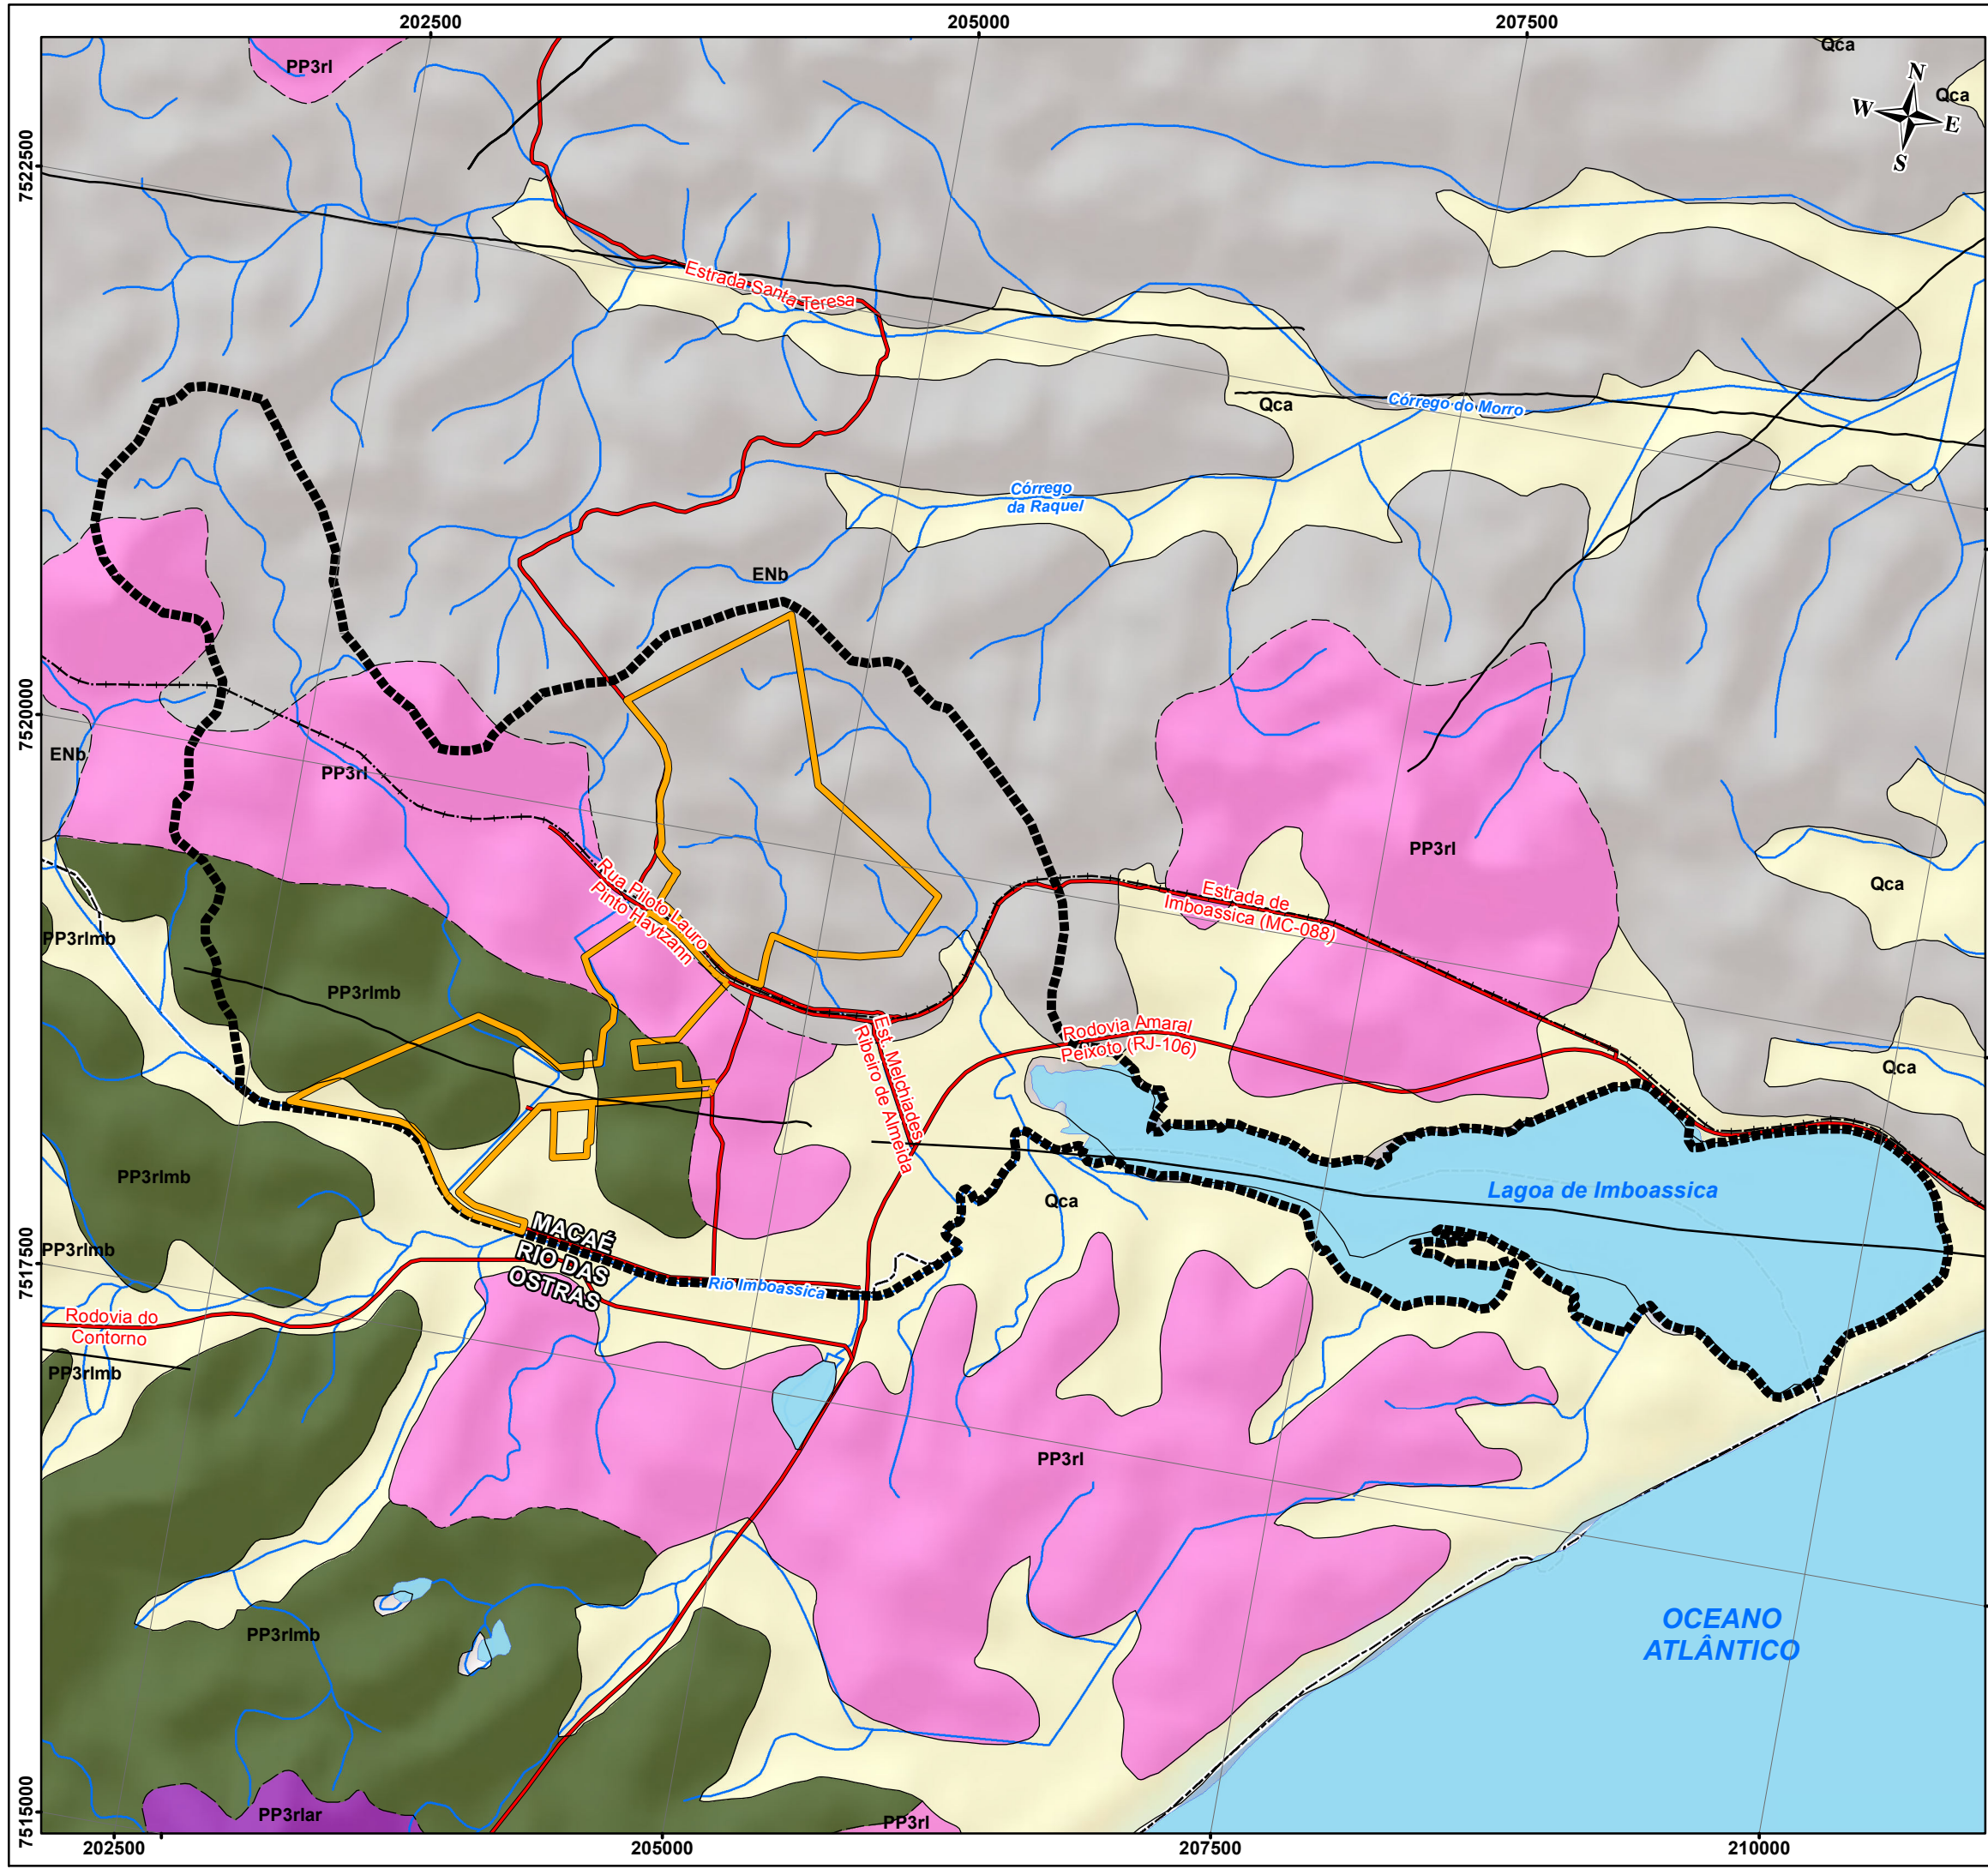 202500
205000
207500
Qca
PP3rl
N
W
E
S
Qca
7522500
Estrada Santa Teresa
Qca
Córrego do Morro
Córrego
da Raquel
ENb
7520000
ENb
PP3rl
PP3rl
Rua Piloto Lauro
Pinto Haytzann
Estrada de
Imboassica (MC-088)
Qca
PP3rlmb
PP3rlmb
Est. Melchiades
Ribeiro de Almeida
Rodovia Amaral
Peixoto (RJ-106)
Qca
PP3rlmb
Qca
Lagoa de Imboassica
MACAÉ
RIO DAS
OSTRAS
PP3rlmb
7517500
Rio Imboassica
Rodovia do
Contorno
PP3rlmb
PP3rl
PP3rlmb
OCEANO
ATLÂNTICO
7515000
PP3rlar
PP3rl
202500
205000
207500
210000